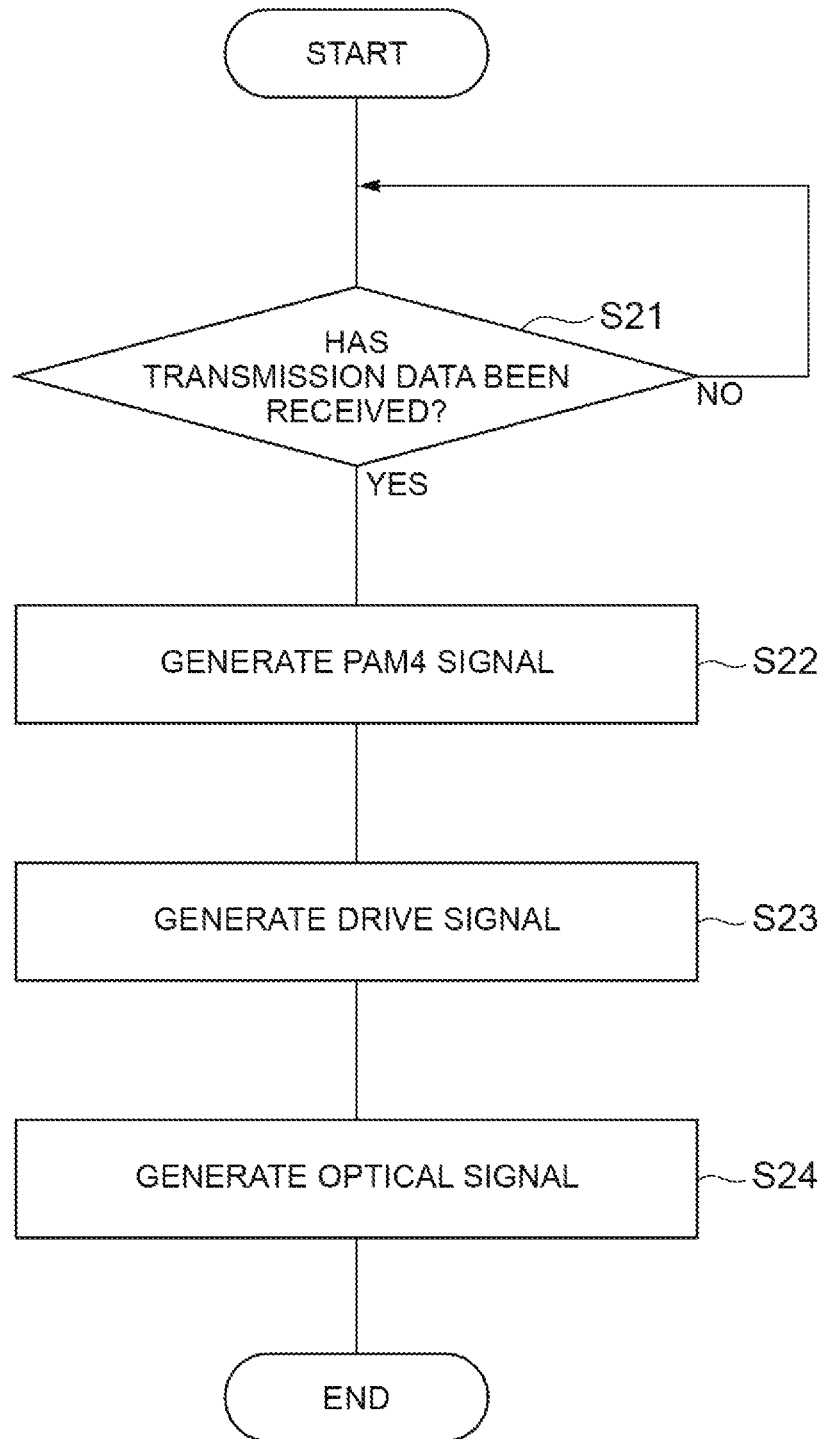 START
S21
HAS
TRANSMISSION DATA BEEN
RECEIVED?
NO
YES
GENERATE PAM4 SIGNAL
S22
GENERATE DRIVE SIGNAL
S23
GENERATE OPTICAL SIGNAL
S24
END